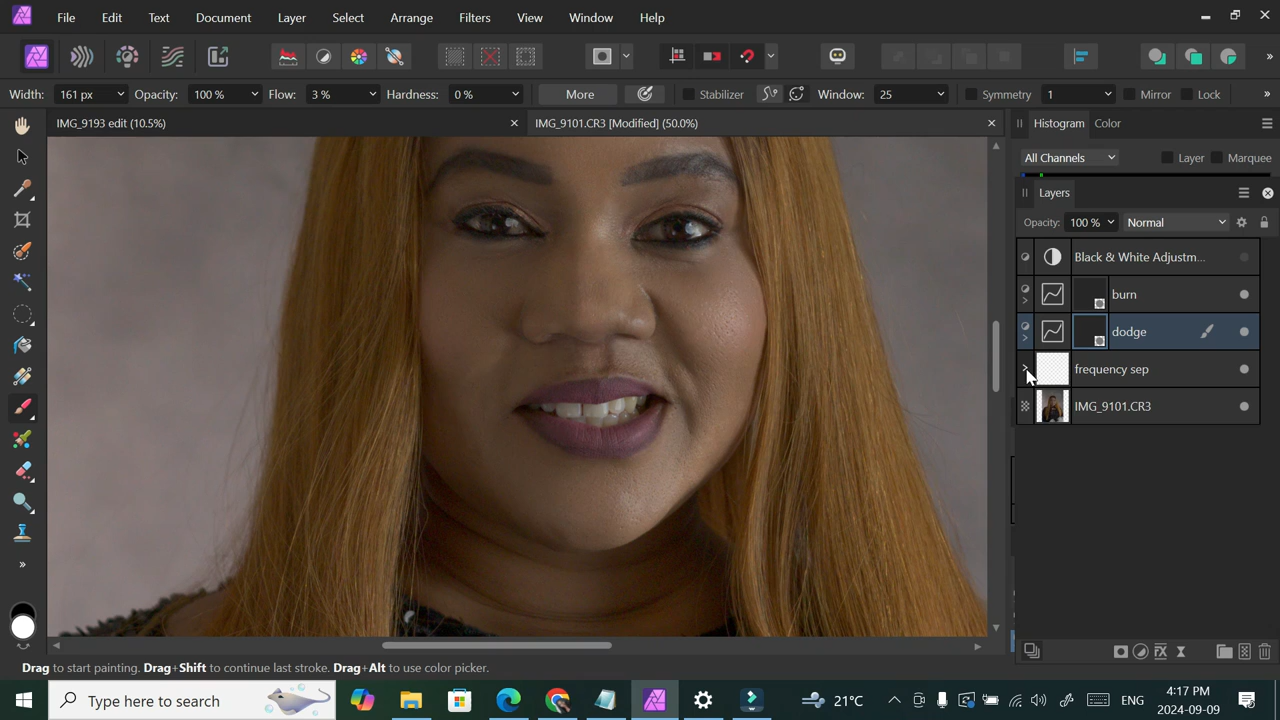 File Edit Text Document Layer Select Arrange Filters View Window Help
Width: 161 px Opacity: 100 % Flow: 3 % Hardness: 0 % More Stabilizer Window: 25 Symmetry 1 Mirror Lock
IMG_9193 edit (10.5%)
IMG_9101.CR3 [Modified] (50.0%)
Histogram Color
All Channels Layer Marquee
Layers
Opacity: 100 % Normal
Black & White Adjustm...
burn
dodge
frequency sep
IMG_9101.CR3
Drag to start painting. Drag+Shift to continue last stroke. Drag+Alt to use color picker.
Type here to search
21°C
ENG
4:17 PM
2024-09-09